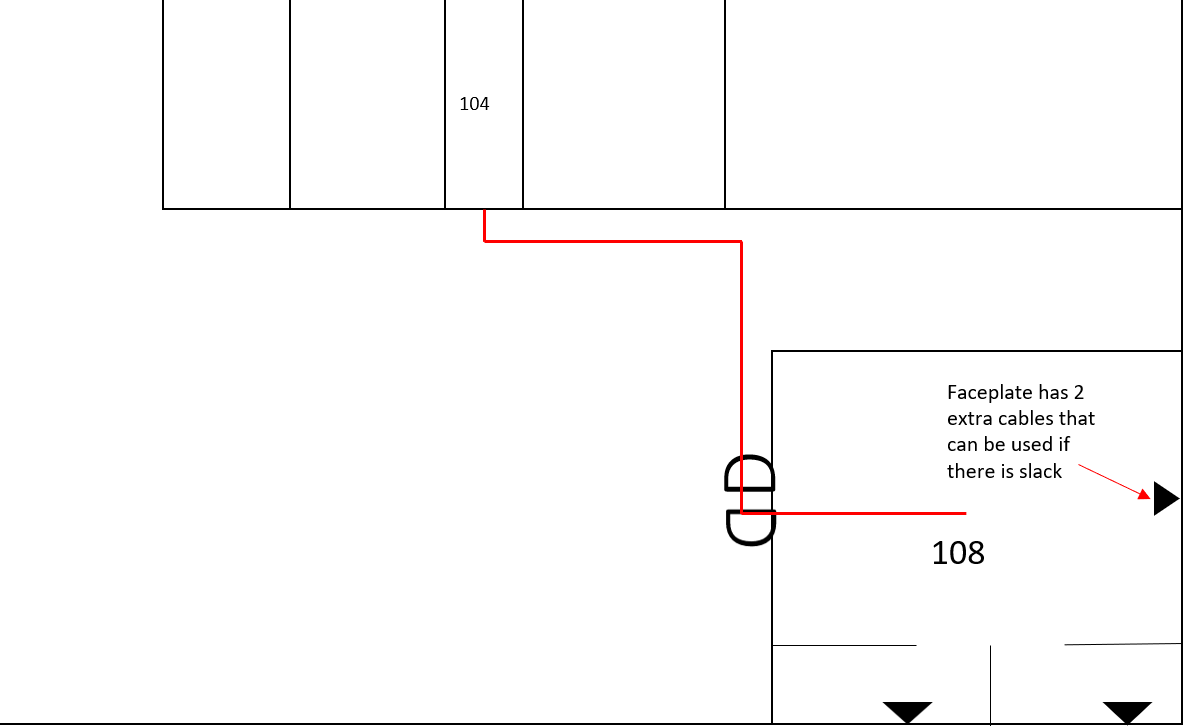 104
Faceplate has 2
extra cables that
can be used if
there is slack
108